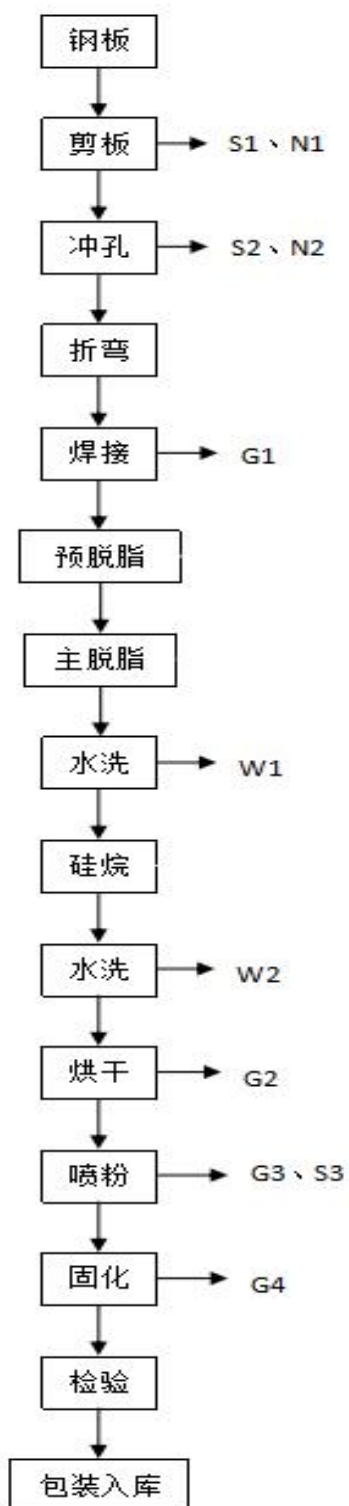 钢板
剪板 S1、N1
冲孔 S2、N2
折弯
焊接 G1
预脱脂
主脱脂
水洗 W1
硅烷
水洗 W2
烘干 G2
喷粉 G3、S3
固化 G4
检验
包装入库